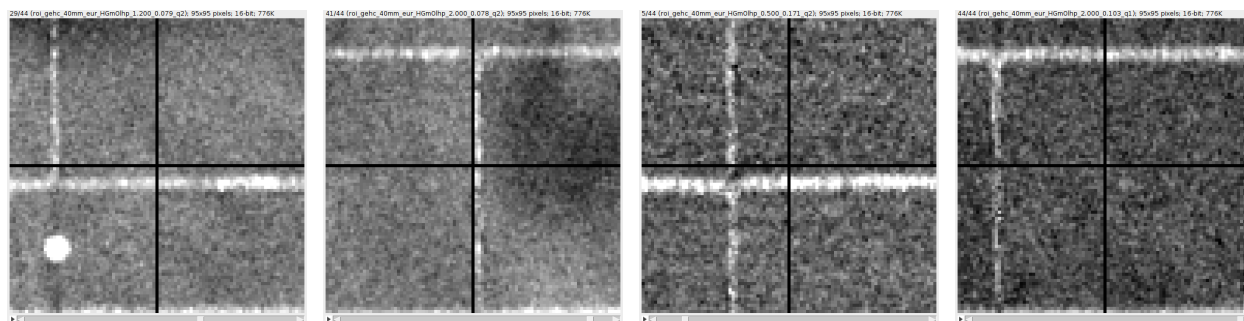 29/44 (roi_gehc_40mm_eur_HGm0lhp_1.200_0.079_q2); 95x95 pixels; 16-bit; 776K
41/44 (roi_gehc_40mm_eur_HGm0lhp_2.000_0.078_q2); 95x95 pixels; 16-bit; 776K
5/44 (roi_gehc_40mm_eur_HGm0lhp_0.500_0.171_q2); 95x95 pixels; 16-bit; 776K
44/44 (roi_gehc_40mm_eur_HGm0lhp_2.000_0.103_q1); 95x95 pixels; 16-bit; 776K